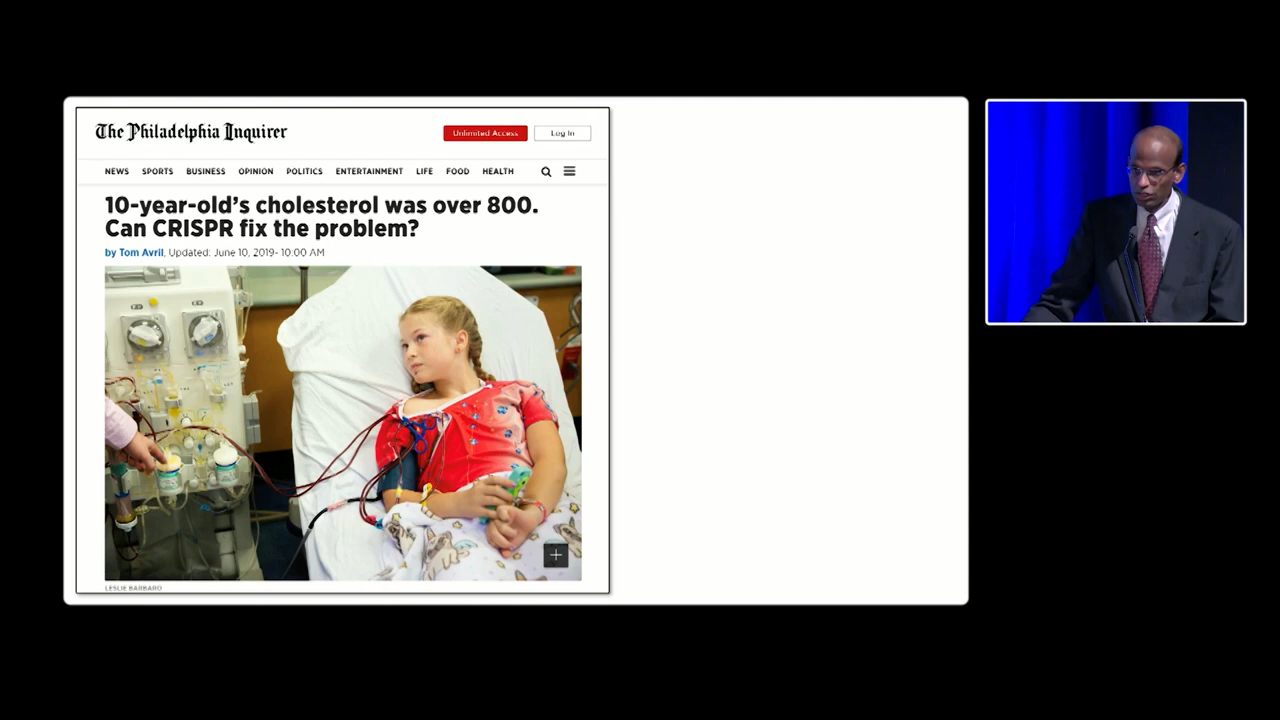 The Philadelphia Inquirer
Unlimited Access
Log In
NEWS SPORTS BUSINESS OPINION POLITICS ENTERTAINMENT LIFE FOOD HEALTH
10-year-old’s cholesterol was over 800.
Can CRISPR fix the problem?
by Tom Avril, Updated: June 10, 2019- 10:00 AM
LESLIE BARBARO